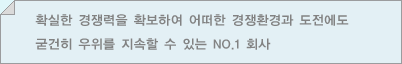 확실한 경쟁력을 확보하여 어떠한 경쟁환경과 도전에도
굳건히 우위를 지속할 수 있는 NO.1 회사